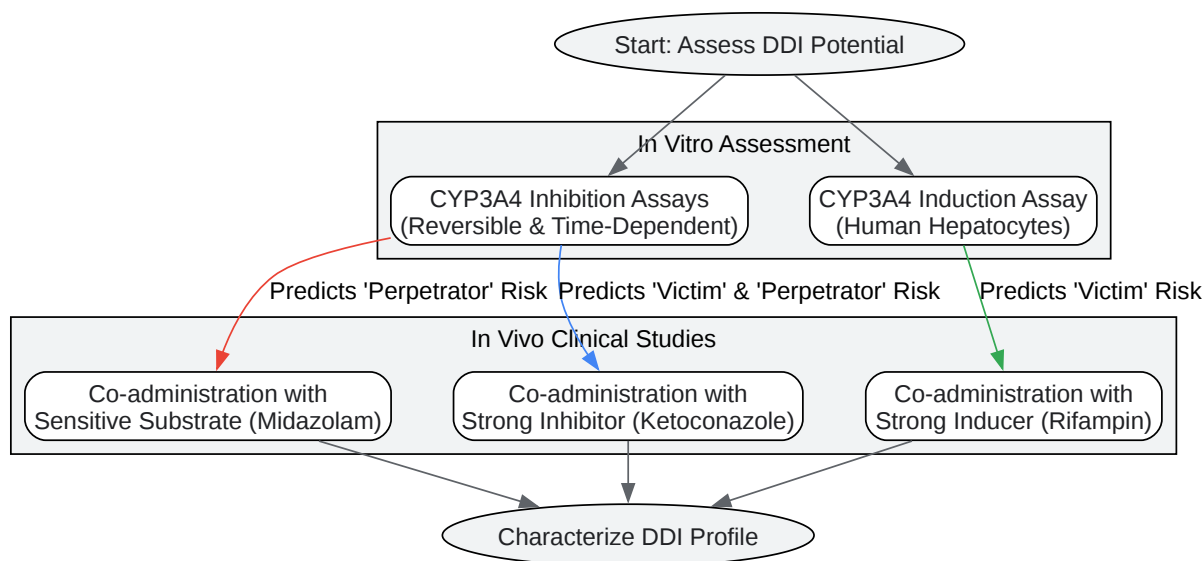 Start: Assess DDI Potential
In Vitro Assessment
CYP3A4 Inhibition Assays
(Reversible & Time-Dependent)
CYP3A4 Induction Assay
(Human Hepatocytes)
Predicts 'Perpetrator' Risk
Predicts 'Victim' & 'Perpetrator' Risk
Predicts 'Victim' Risk
In Vivo Clinical Studies
Co-administration with
Sensitive Substrate (Midazolam)
Co-administration with
Strong Inhibitor (Ketoconazole)
Co-administration with
Strong Inducer (Rifampin)
Characterize DDI Profile